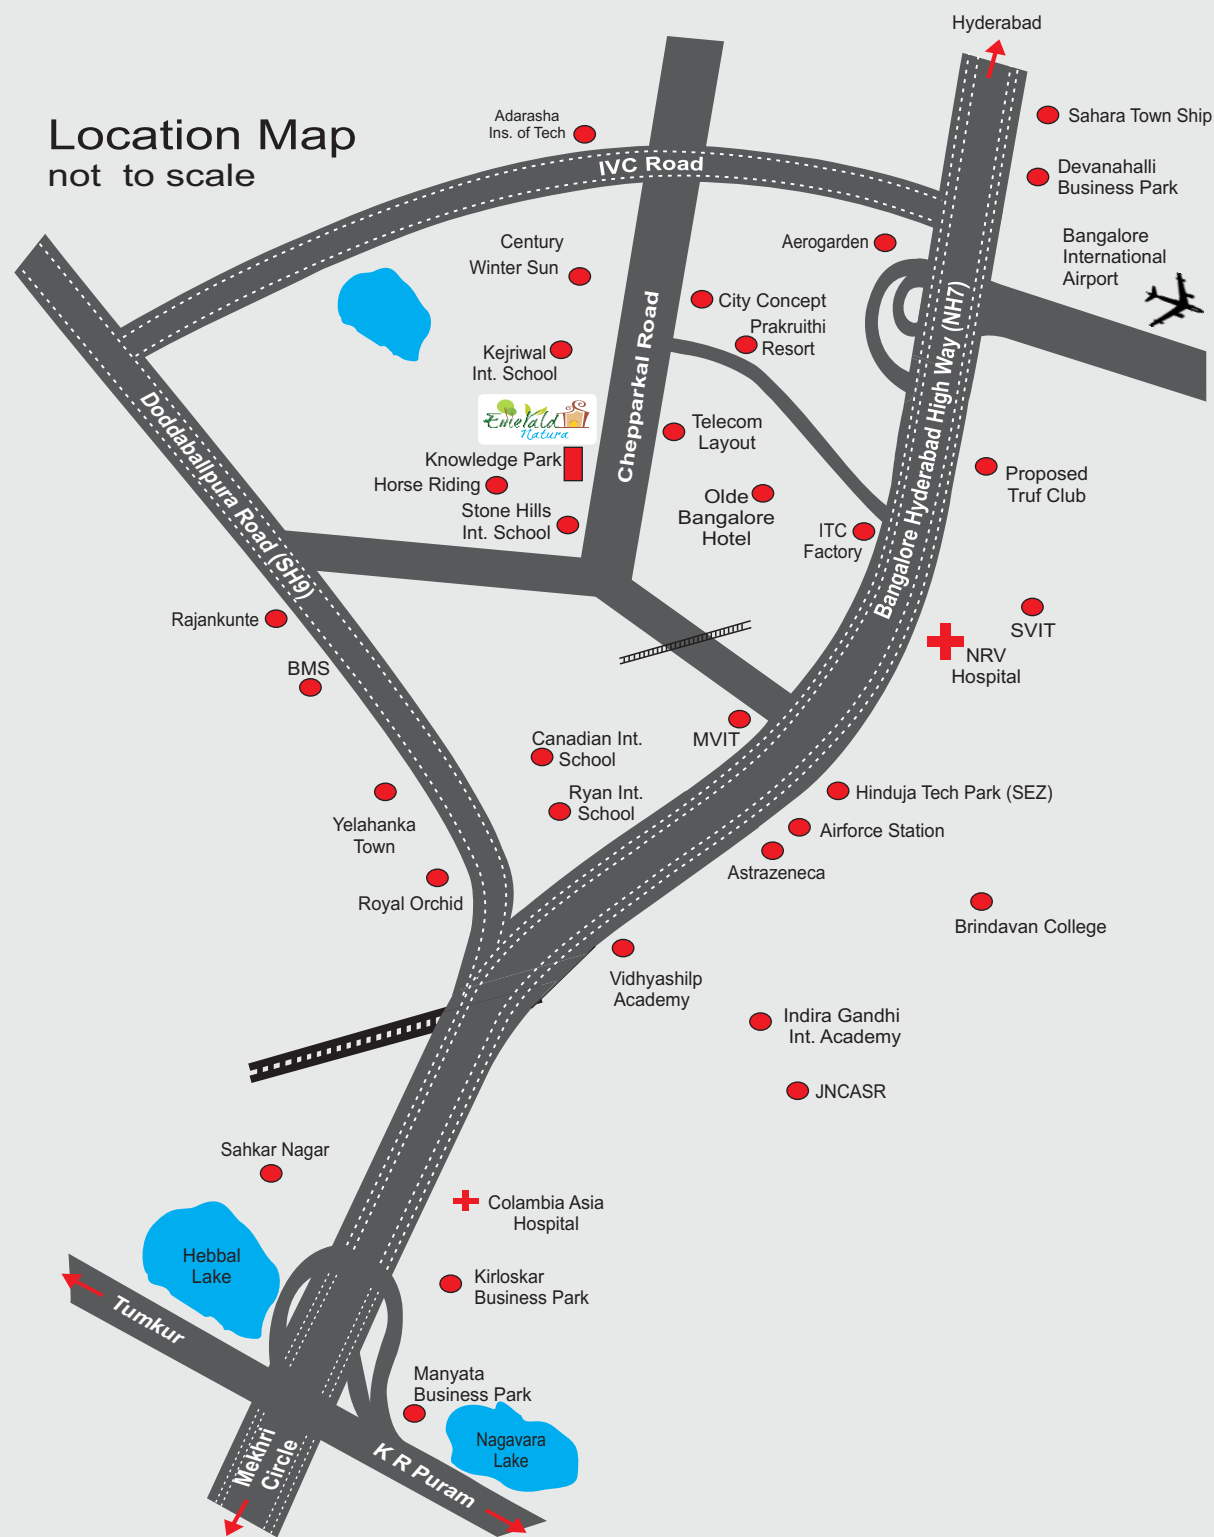 Hyderabad
Location Map
not to scale
Adarasha
Ins. of Tech
IVC Road
Sahara Town Ship
Devanahalli
Business Park
Bangalore
International
Airport
Aerogarden
Century
Winter Sun
City Concept
Prakruithi
Resort
Kejriwal
Int. School
Chepparkal Road
Bangalore Hyderabad High Way (NH7)
Doddaballpura Road (SH9)
Emerald
Natura
Telecom
Layout
Knowledge Park
Horse Riding
Stone Hills
Int. School
Olde
Bangalore
Hotel
ITC
Factory
Proposed
Truf Club
Rajankunte
SVIT
NRV
Hospital
BMS
MVIT
Canadian Int.
School
Ryan Int.
School
Hinduja Tech Park (SEZ)
Airforce Station
Astrazeneca
Yelahanka
Town
Royal Orchid
Brindavan College
Vidhyashilp
Academy
Indira Gandhi
Int. Academy
JNCASR
Sahkar Nagar
Colambia Asia
Hospital
Hebbal
Lake
Kirloskar
Business Park
Tumkur
Manyata
Business Park
Nagavara
Lake
Mekhri
Circle
K R Puram